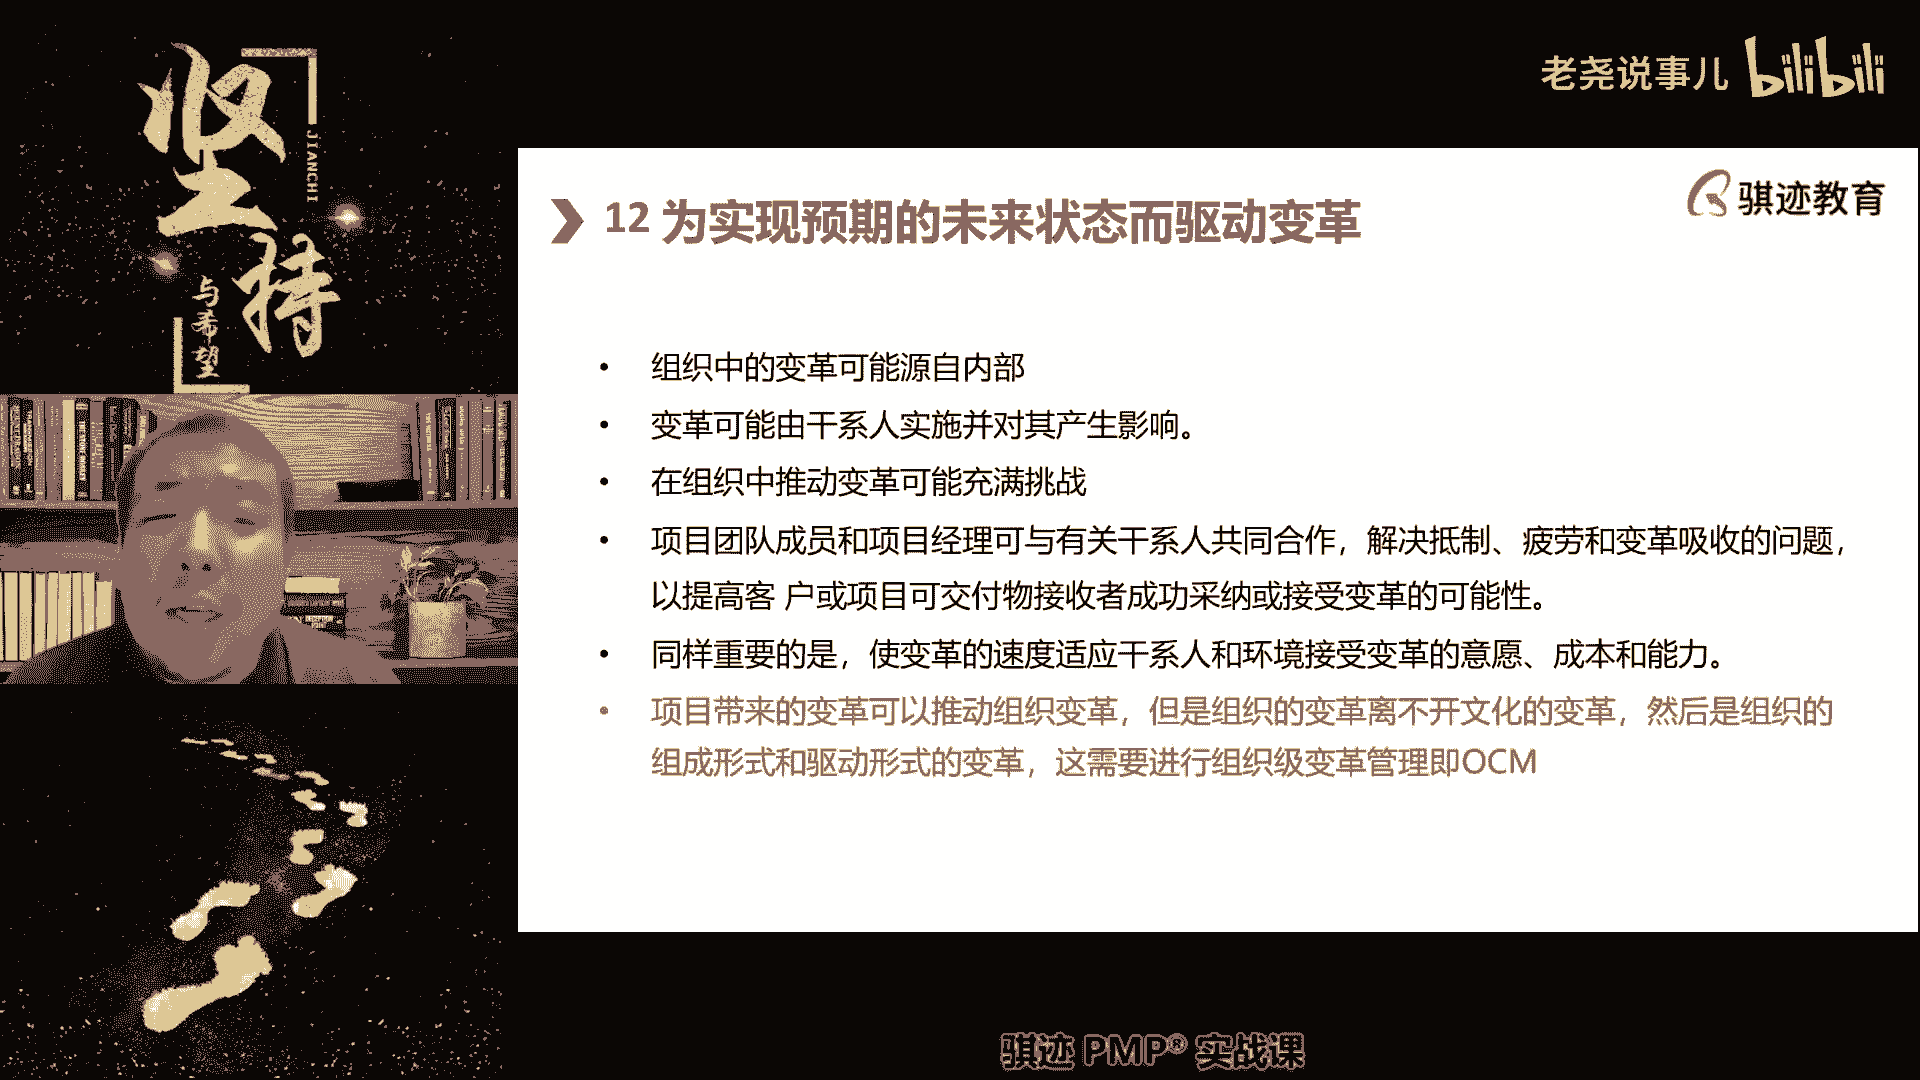 坚持
JIANCHI
与希望
老尧说事儿 bilibili
骐迹教育
12 为实现预期的未来状态而驱动变革
• 组织中的变革可能源自内部
• 变革可能由干系人实施并对其产生影响。
• 在组织中推动变革可能充满挑战
• 项目团队成员和项目经理可与有关干系人共同合作，解决抵制、疲劳和变革吸收的问题，
以提高客 户或项目可交付物接收者成功采纳或接受变革的可能性。
• 同样重要的是，使变革的速度适应干系人和环境接受变革的意愿、成本和能力。
• 项目带来的变革可以推动组织变革，但是组织的变革离不开文化的变革，然后是组织的
组成形式和驱动形式的变革，这需要进行组织级变革管理即OCM
骐迹 PMP® 实战课